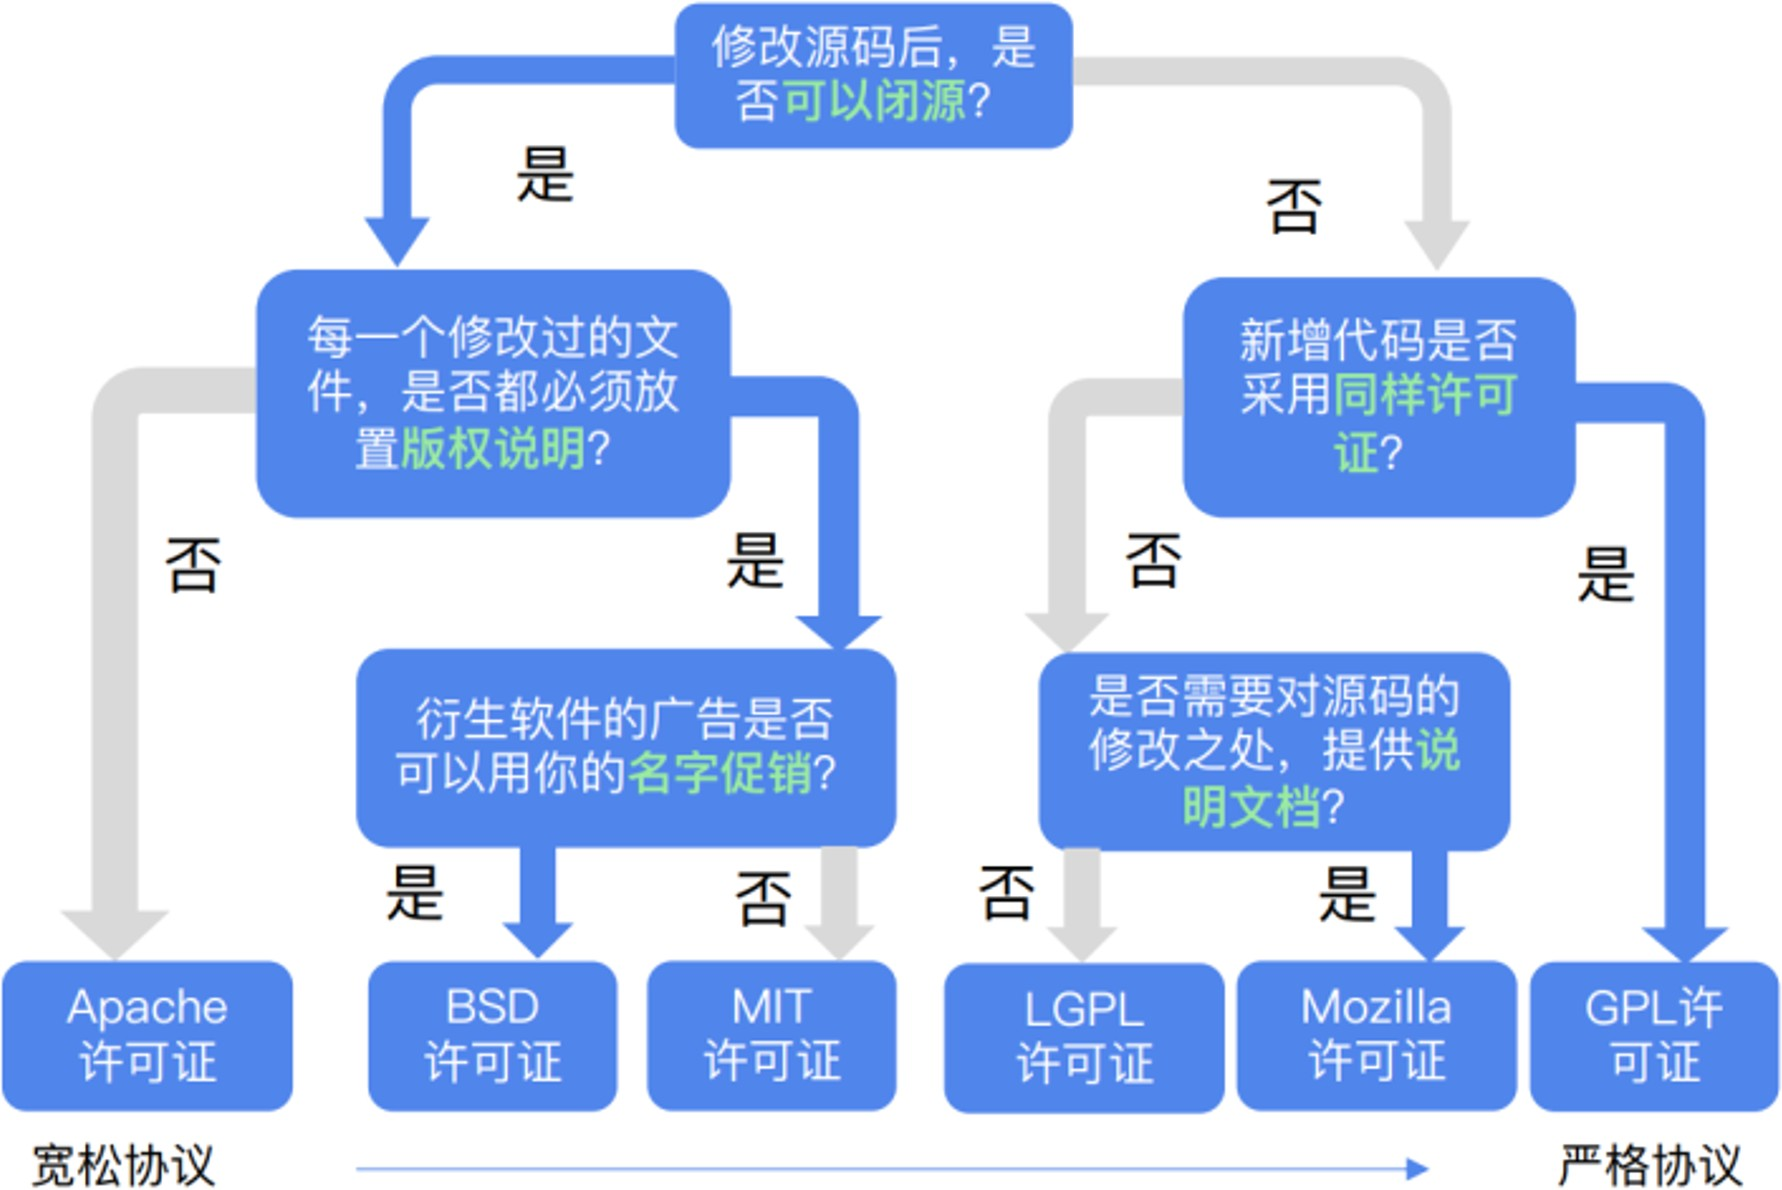 修改源码后，是
否可以闭源？
是
否
每一个修改过的文
件，是否都必须放
置版权说明？
新增代码是否
采用同样许可
证？
否
是
否
是
衍生软件的广告是否
可以用你的名字促销？
是否需要对源码的
修改之处，提供说
明文档？
是
否
否
是
Apache
许可证
BSD
许可证
MIT
许可证
LGPL
许可证
Mozilla
许可证
GPL许
可证
宽松协议
严格协议